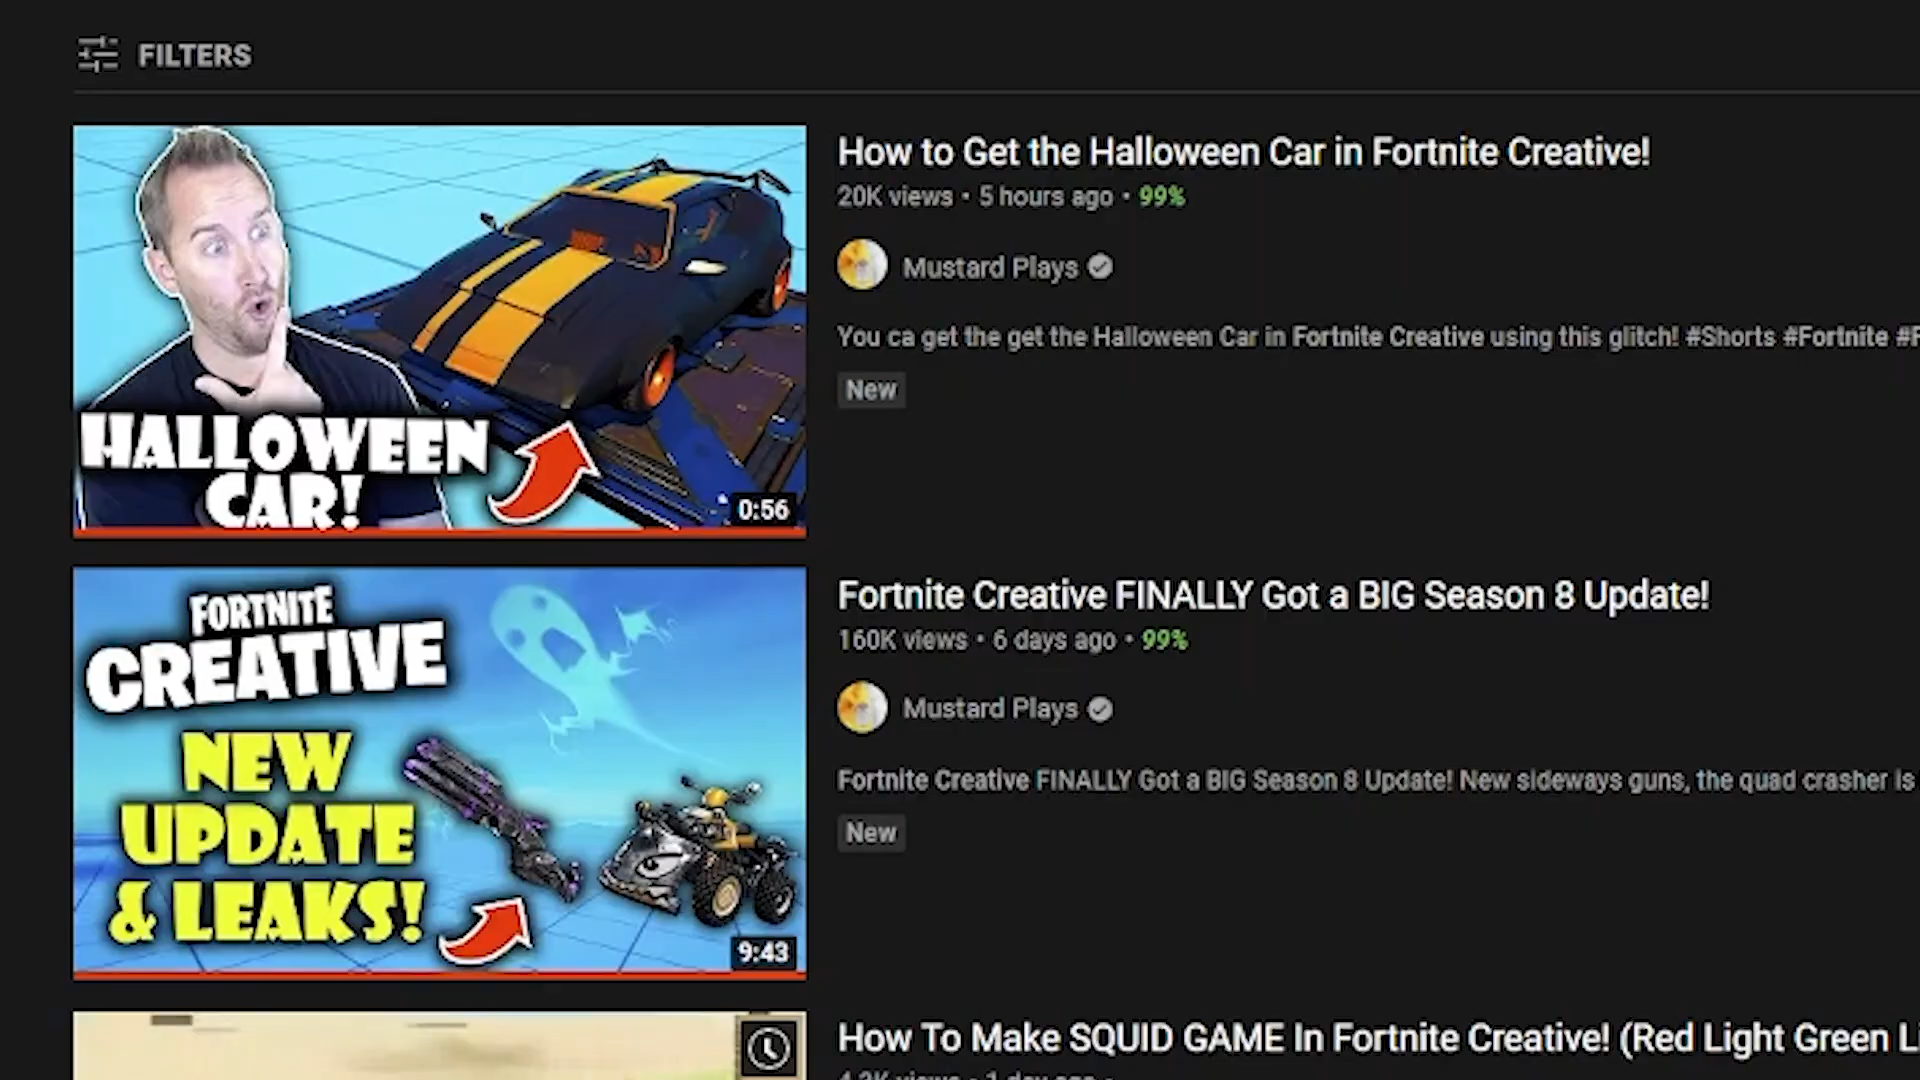 FILTERS
HALLOWEEN
CAR!
0:56
How to Get the Halloween Car in Fortnite Creative!
20K views • 5 hours ago • 99%
Mustard Plays
You ca get the get the Halloween Car in Fortnite Creative using this glitch! #Shorts #Fortnite #F
New
FORTNITE
CREATIVE
NEW
UPDATE
& LEAKS!
9:43
Fortnite Creative FINALLY Got a BIG Season 8 Update!
160K views • 6 days ago • 99%
Mustard Plays
Fortnite Creative FINALLY Got a BIG Season 8 Update! New sideways guns, the quad crasher is
New
How To Make SQUID GAME In Fortnite Creative! (Red Light Green Li